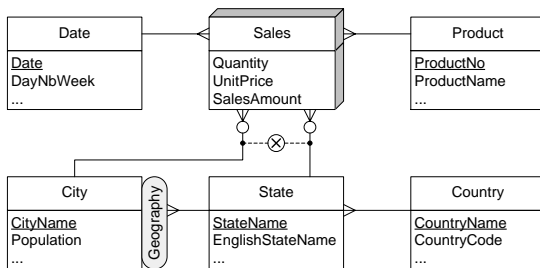 Date
Date
DayNbWeek
...
Sales
Quantity
UnitPrice
SalesAmount
Product
ProductNo
ProductName
...
City
CityName
Population
...
Geography
State
StateName
EnglishStateName
...
Country
CountryName
CountryCode
...